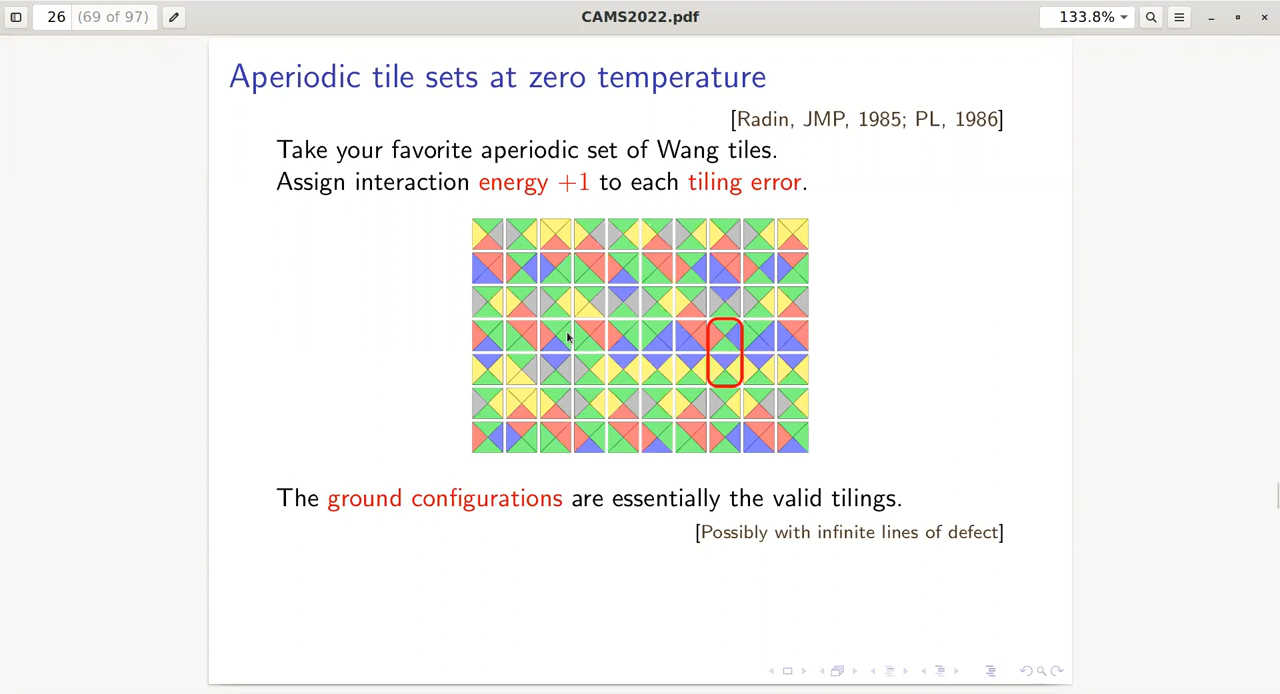 26 (69 of 97) CAMS2022.pdf 133.8%
Aperiodic tile sets at zero temperature
[Radin, JMP, 1985; PL, 1986]
Take your favorite aperiodic set of Wang tiles.
Assign interaction energy +1 to each tiling error.
The ground configurations are essentially the valid tilings.
[Possibly with infinite lines of defect]